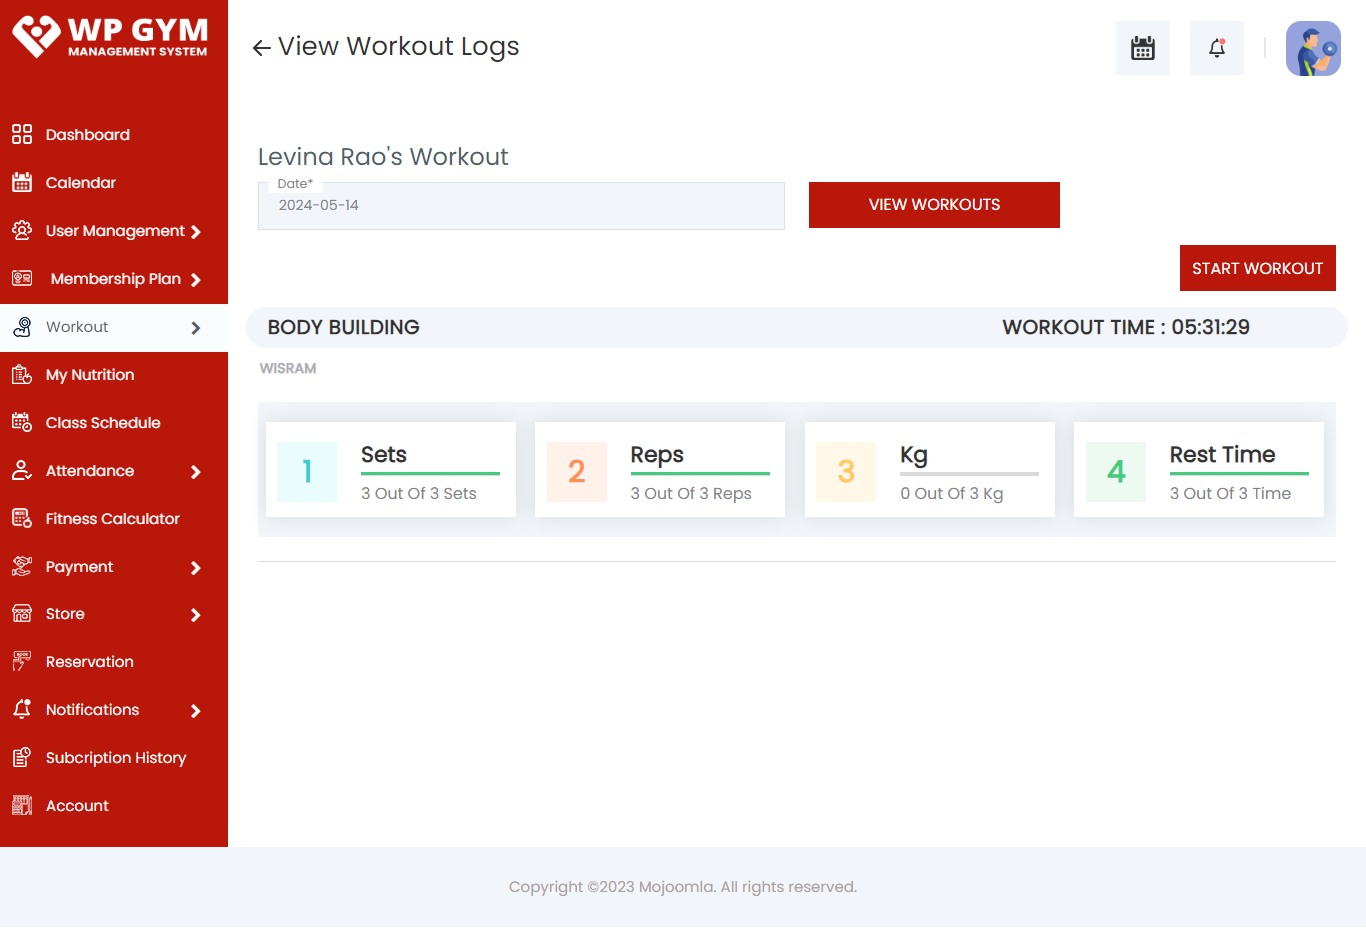 WP GYM
MANAGEMENT SYSTEM
Dashboard
Calendar
User Management
Membership Plan
Workout
My Nutrition
Class Schedule
Attendance
Fitness Calculator
Payment
Store
Reservation
Notifications
Subcription History
Account
View Workout Logs
Levina Rao's Workout
Date*
2024-05-14
VIEW WORKOUTS
START WORKOUT
BODY BUILDING
WORKOUT TIME : 05:31:29
WISRAM
1
Sets
3 Out Of 3 Sets
2
Reps
3 Out Of 3 Reps
3
Kg
0 Out Of 3 Kg
4
Rest Time
3 Out Of 3 Time
Copyright ©2023 Mojoomla. All rights reserved.